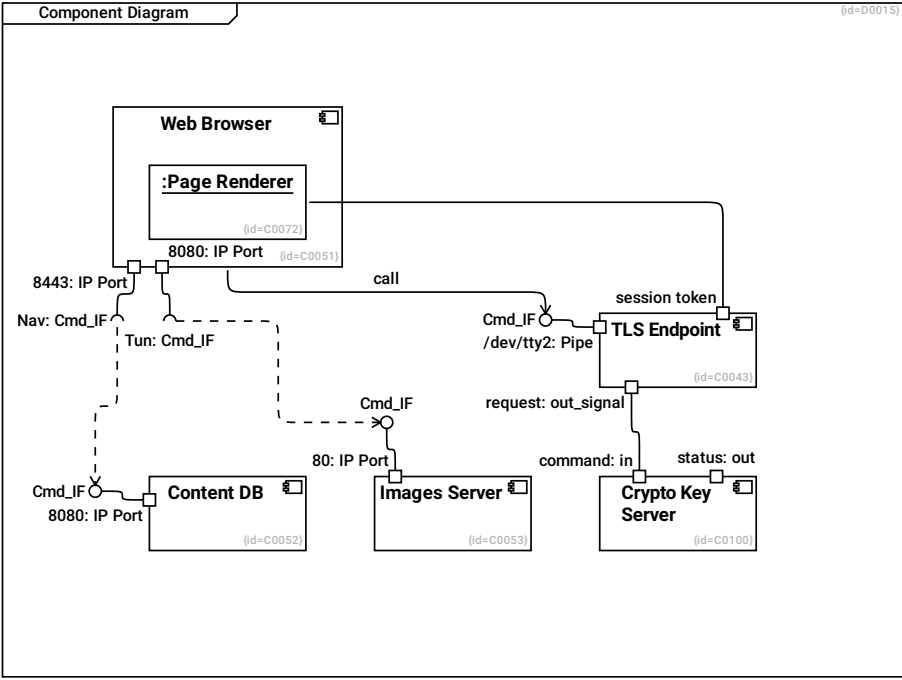 Component Diagram
{id=D0015}
Web Browser
:Page Renderer
{id=C0072}
8080: IP Port
{id=C0051}
8443: IP Port
call
session token
Nav: Cmd_IF
Cmd_IF
TLS Endpoint
Tun: Cmd_IF
/dev/tty2: Pipe
{id=C0043}
Cmd_IF
request: out_signal
80: IP Port
command: in
status: out
Cmd_IF
Content DB
Images Server
Crypto Key
Server
8080: IP Port
{id=C0052}
{id=C0053}
{id=C0100}